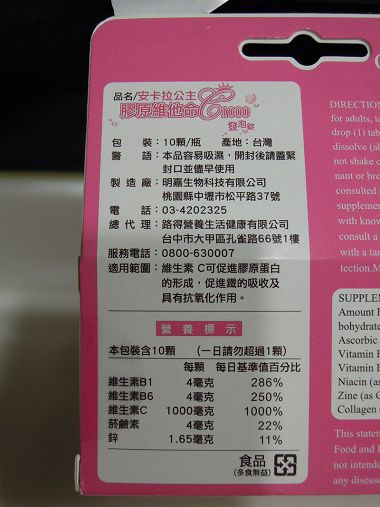 品名/安卡拉公主
膠原維他命C1000
發泡錠
包　　裝：10顆/瓶　產地：台灣
警　　語：本品容易吸濕，開封後請蓋緊
封口並儘早使用
製 造 廠：明嘉生物科技有限公司
桃園縣中壢市松平路37號
電　　話：03-4202325
總 代 理：路得營養生活健康有限公司
台中市大甲區孔雀路66號1樓
服務電話：0800-630007
適用範圍：維生素 C可促進膠原蛋白
的形成，促進鐵的吸收及
具有抗氧化作用。
營 養 標 示
本包裝含10顆　（一日請勿超過1顆）
每顆　每日基準值百分比
維生素B1　4毫克　286%
維生素B6　4毫克　250%
維生素C　1000毫克　1000%
菸鹼素　4毫克　22%
鋅　1.65毫克　11%
食品
(多食無益)
DIRECTION
for adults, ta
drop (1) tab
dissolve (a
not shake
nant or bre
consulted
suppleme
with know
consult a
with a tan
tection.M
SUPPLE
Amount
bohydrate
Ascorbic
Vitamin
Vitamin
Niacin (as
Zinc (as
Collagen
This statem
Food and
not intende
any diseas